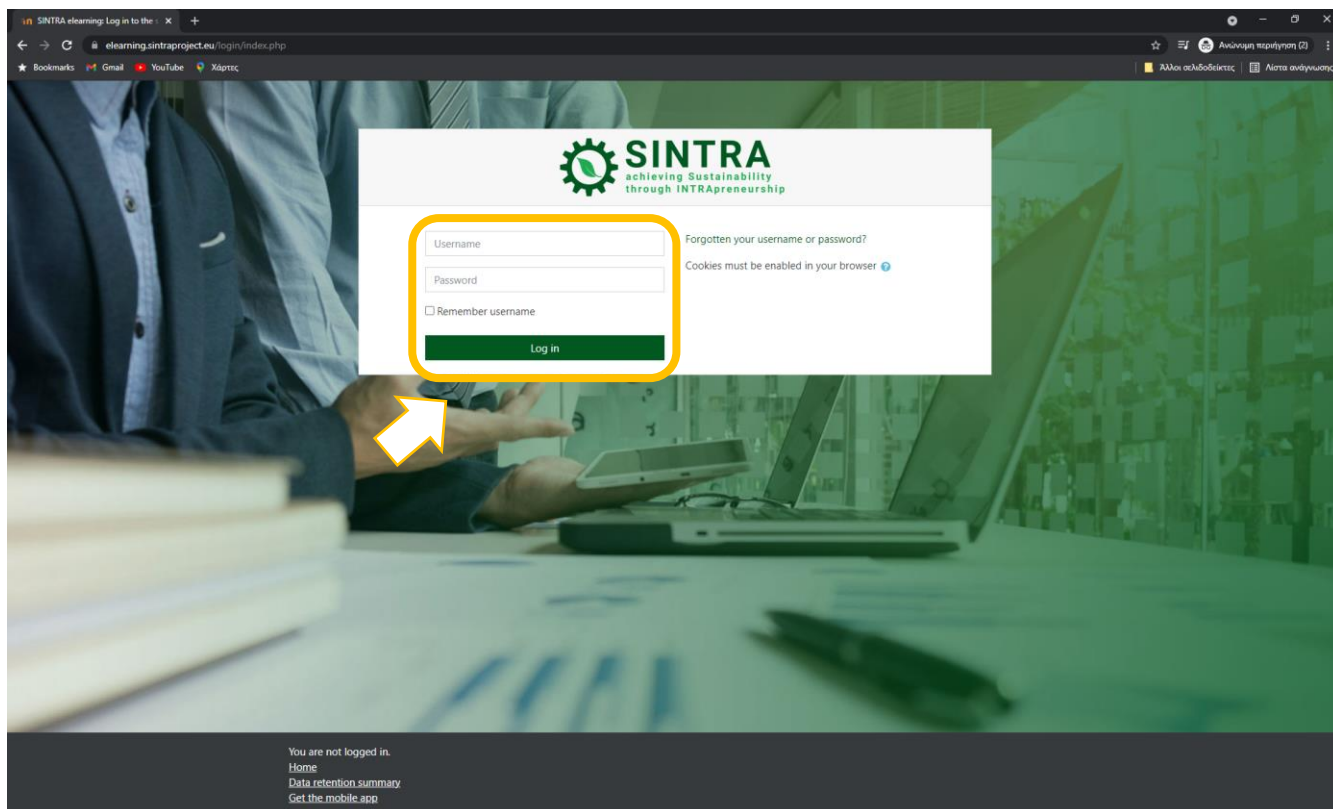 SINTRA elearning: Log in to the s
elearning.sintraproject.eu/login/index.php
Ανώνυμη περιήγηση (2)
Bookmarks Gmail YouTube Χάρτες
Άλλοι σελιδοδείκτες Λίστα ανάγνωσης
SINTRA
achieving Sustainability
through INTRApreneurship
Username
Forgotten your username or password?
Cookies must be enabled in your browser
Password
Remember username
Log in
You are not logged in.
Home
Data retention summary
Get the mobile app